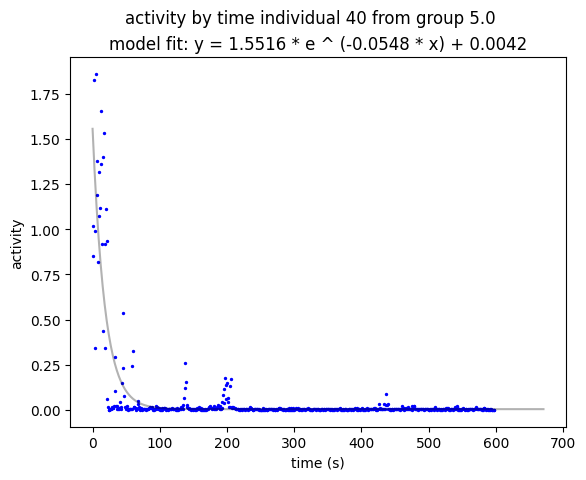 activity by time individual 40 from group 5.0
model fit: y = 1.5516 * e ^ (-0.0548 * x) + 0.0042
1.75
1.50
1.25
1.00
0.75
0.50
0.25
0.00
activity
0 100 200 300 400 500 600 700
time (s)